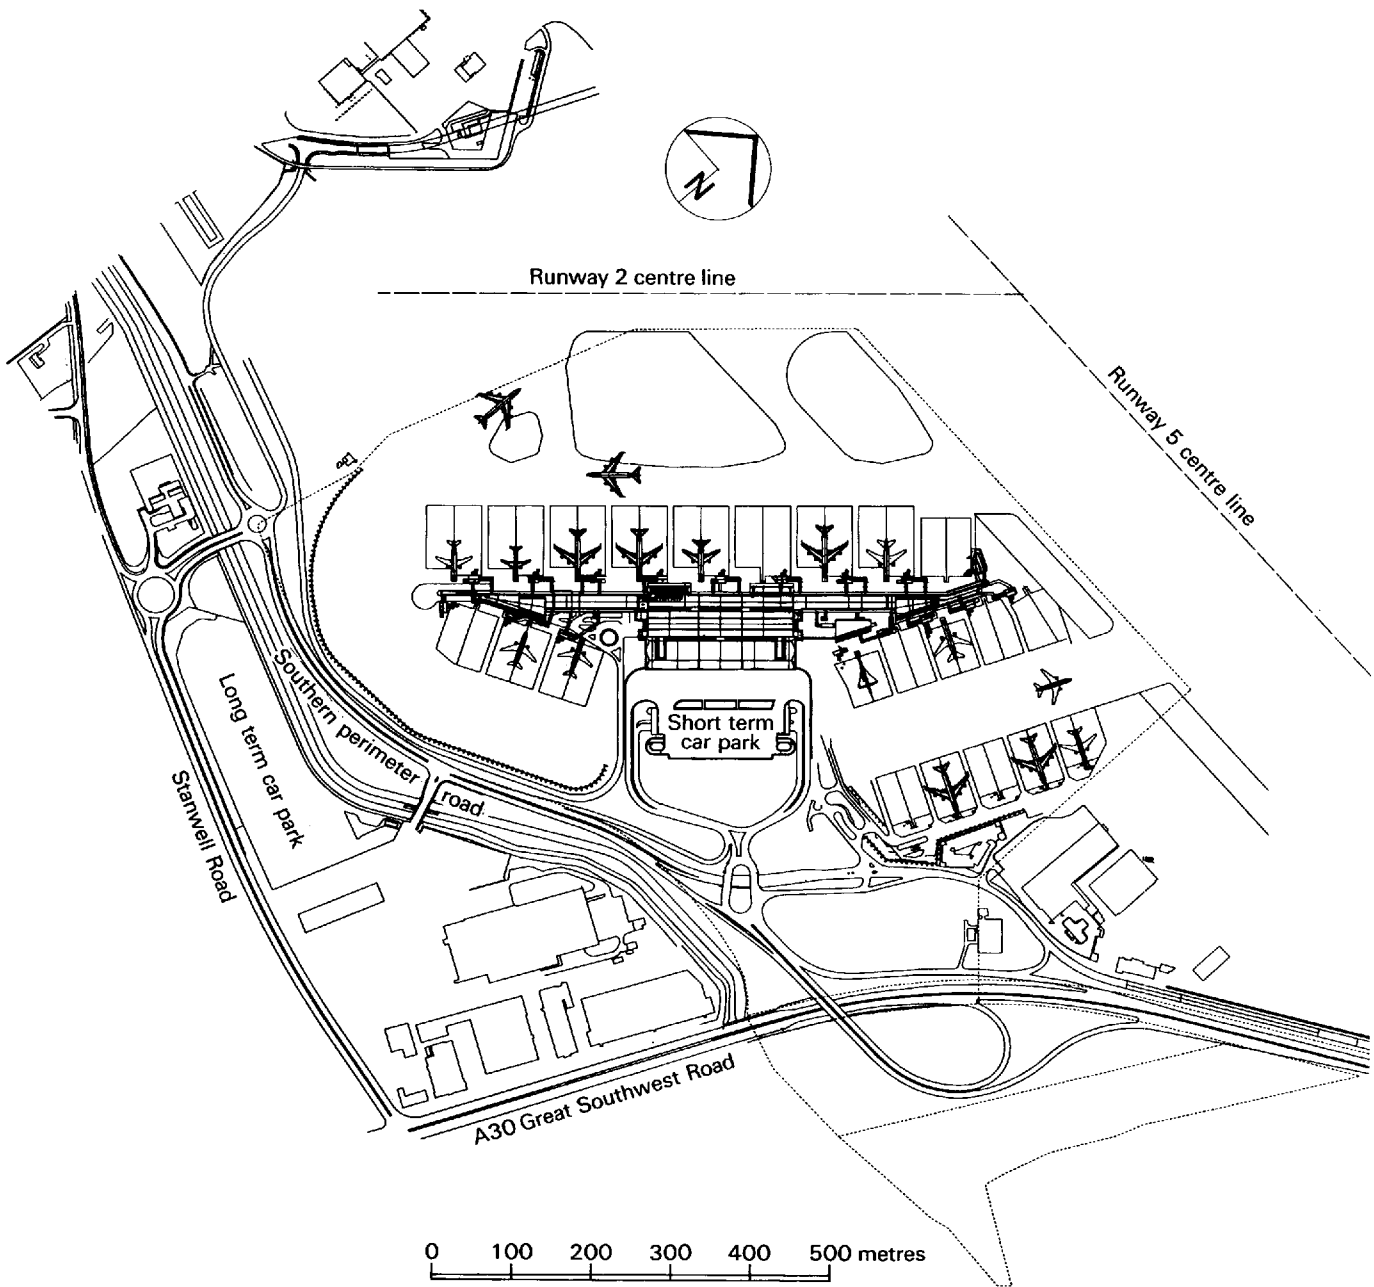 N
Runway 2 centre line
Runway 5 centre line
Southern perimeter
road
Long term car park
Short term
car park
Stanwell Road
A30 Great Southwest Road
0 100 200 300 400 500 metres